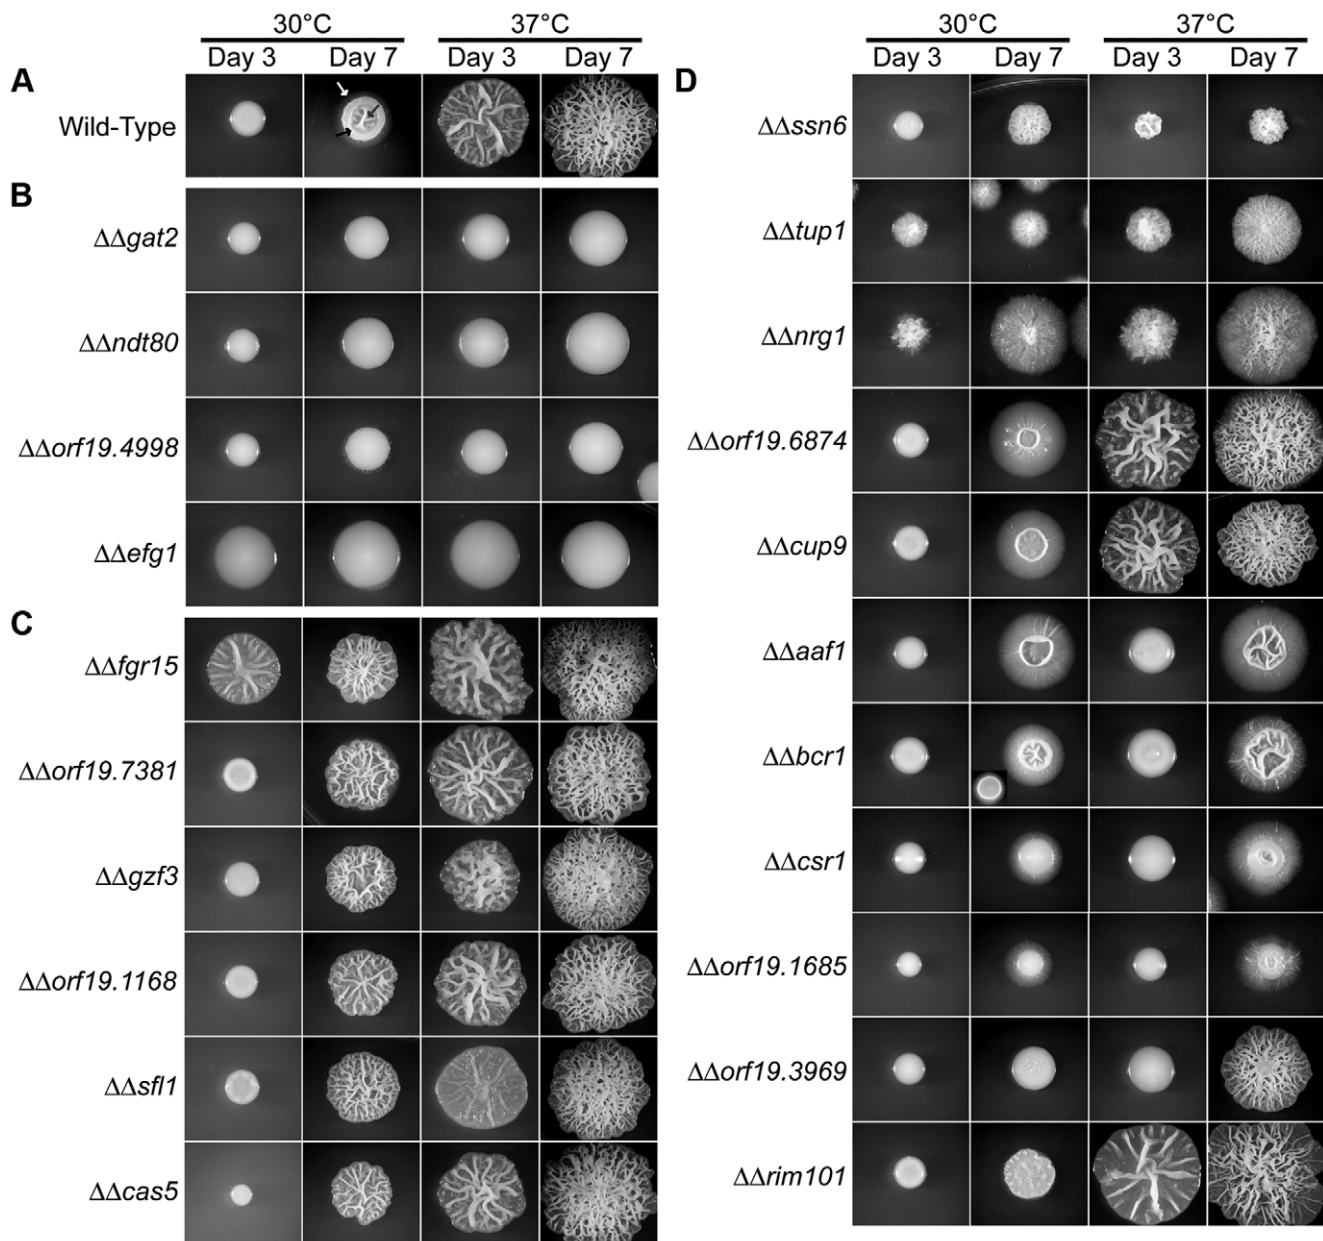 30°C 37°C
Day 3 Day 7 Day 3 Day 7
A
Wild-Type
B
ΔΔgat2
ΔΔndt80
ΔΔorf19.4998
ΔΔefg1
C
ΔΔfgr15
ΔΔorf19.7381
ΔΔgzf3
ΔΔorf19.1168
ΔΔsfl1
ΔΔcas5
30°C 37°C
Day 3 Day 7 Day 3 Day 7
D
ΔΔssn6
ΔΔtup1
ΔΔnrg1
ΔΔorf19.6874
ΔΔcup9
ΔΔaaf1
ΔΔbcr1
ΔΔcsr1
ΔΔorf19.1685
ΔΔorf19.3969
ΔΔrim101